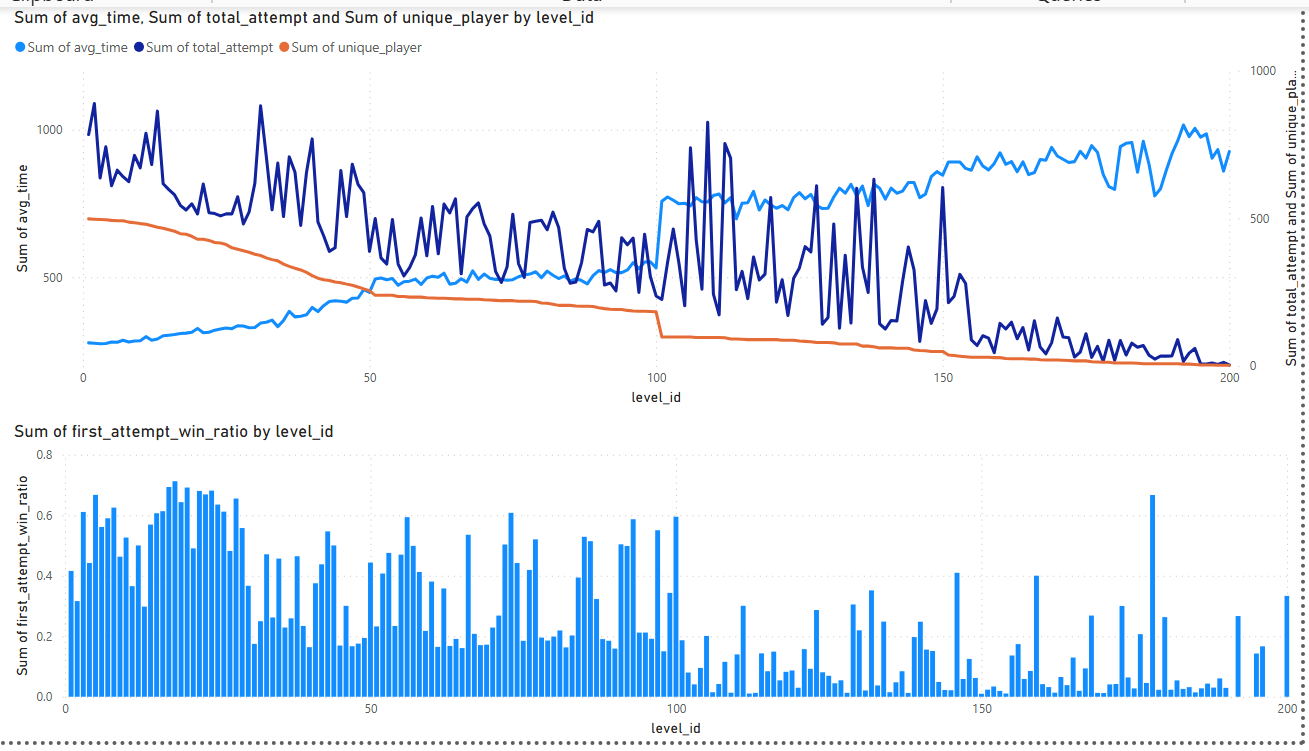 Clipboard Data Queries
Sum of avg_time, Sum of total_attempt and Sum of unique_player by level_id
Sum of avg_time Sum of total_attempt Sum of unique_player
1000
500
Sum of avg_time
1000
500
0
Sum of total_attempt and Sum of unique_pla...
0 50 100 150 200
level_id
Sum of first_attempt_win_ratio by level_id
0.8
0.6
0.4
0.2
0.0
Sum of first_attempt_win_ratio
0 50 100 150 200
level_id